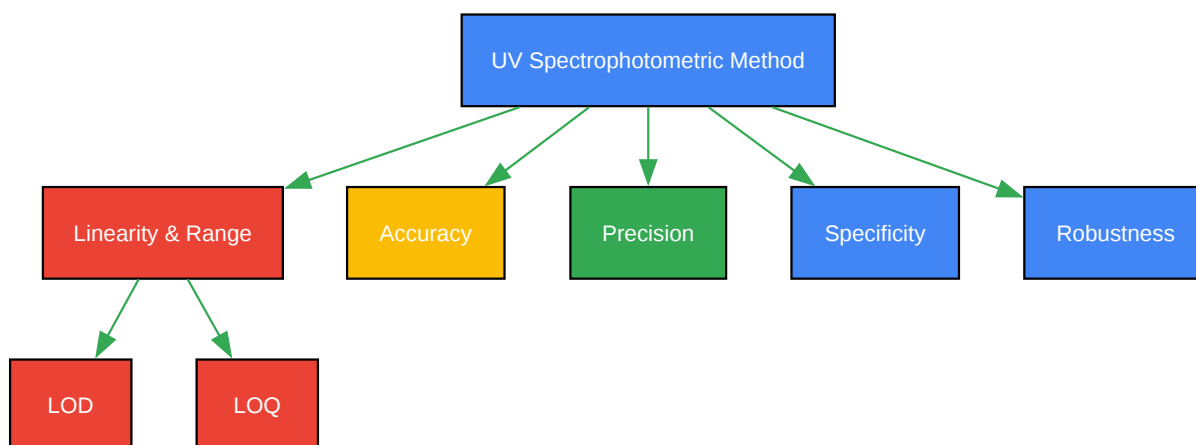 UV Spectrophotometric Method
Linearity & Range
Accuracy
Precision
Specificity
Robustness
LOD
LOQ